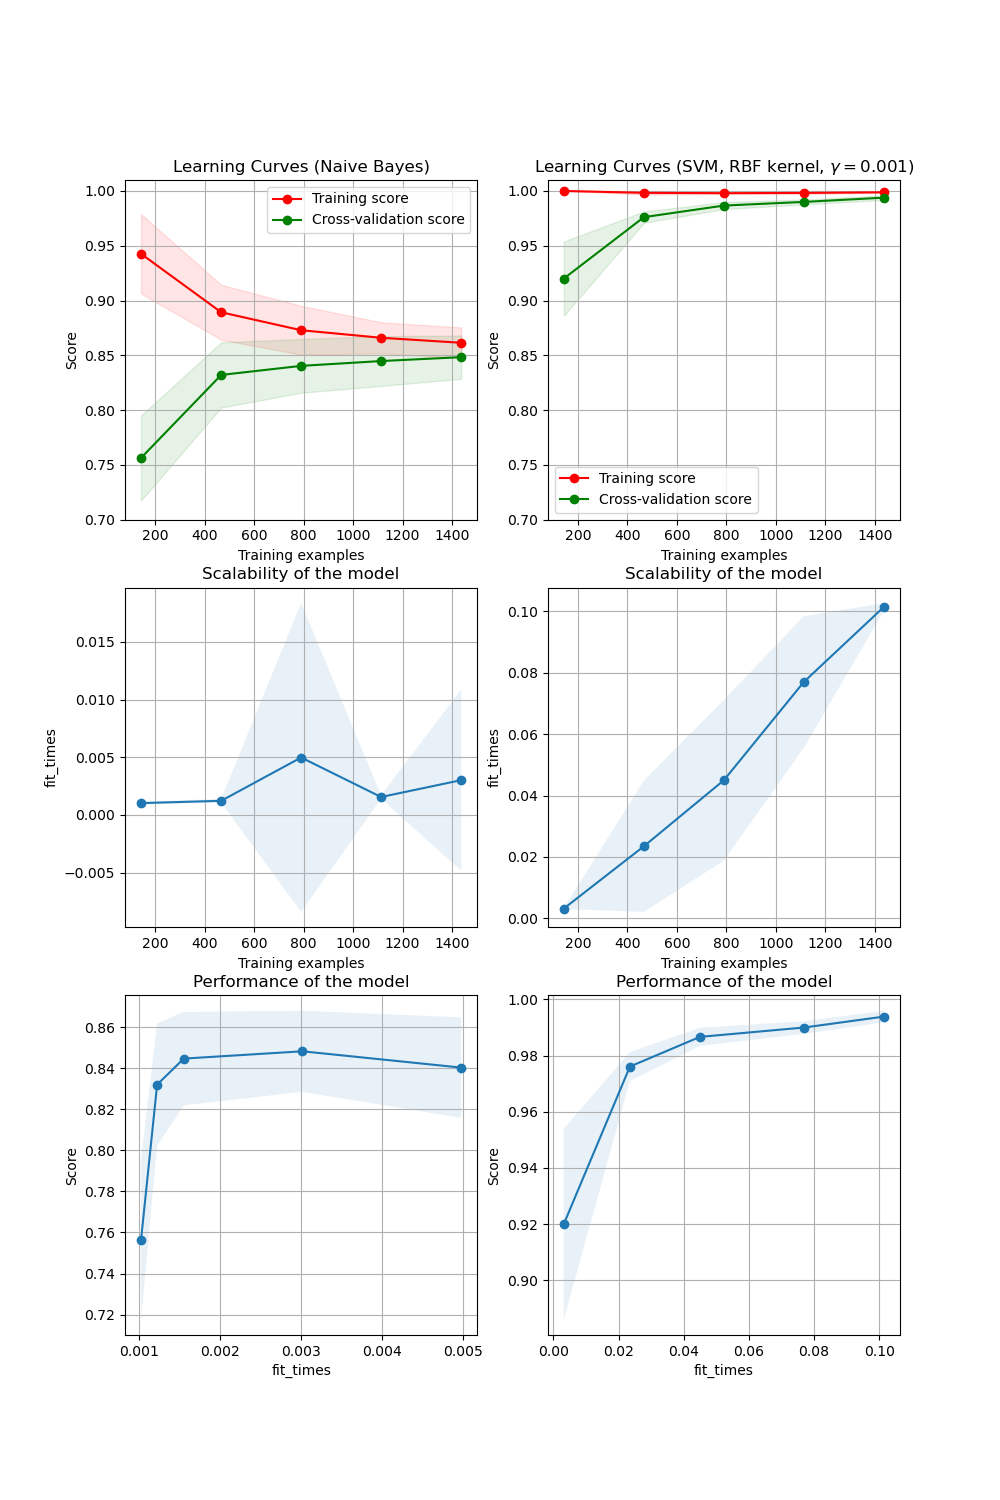 Learning Curves (Naive Bayes)
1.00
0.95
0.90
0.85
0.80
0.75
0.70
Score
Training score
Cross-validation score
200 400 600 800 1000 1200 1400
Training examples
Learning Curves (SVM, RBF kernel, γ = 0.001)
1.00
0.95
0.90
0.85
0.80
0.75
0.70
Score
Training score
Cross-validation score
200 400 600 800 1000 1200 1400
Training examples
Scalability of the model
0.015
0.010
0.005
0.000
−0.005
fit_times
200 400 600 800 1000 1200 1400
Training examples
Scalability of the model
0.10
0.08
0.06
0.04
0.02
0.00
fit_times
200 400 600 800 1000 1200 1400
Training examples
Performance of the model
0.86
0.84
0.82
0.80
0.78
0.76
0.74
0.72
Score
0.001 0.002 0.003 0.004 0.005
fit_times
Performance of the model
1.00
0.98
0.96
0.94
0.92
0.90
Score
0.00 0.02 0.04 0.06 0.08 0.10
fit_times